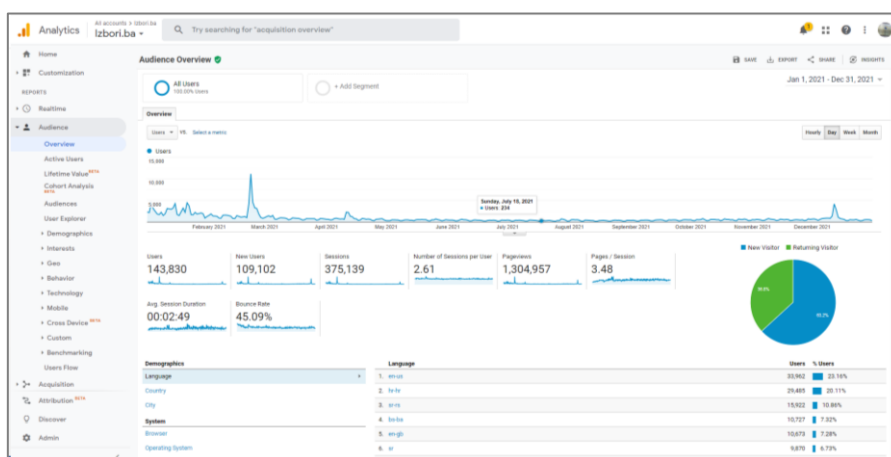 Analytics
All accounts > Izbori.ba
Izbori.ba
Try searching for "acquisition overview"
Home
Customization
REPORTS
Realtime
Audience
Overview
Active Users
Lifetime Value BETA
Cohort Analysis BETA
Audiences
User Explorer
Demographics
Interests
Geo
Behavior
Technology
Mobile
Cross Device BETA
Custom
Benchmarking
Users Flow
Acquisition
Attribution BETA
Discover
Admin
Audience Overview
SAVE
EXPORT
SHARE
INSIGHTS
All Users
100.00% Users
+ Add Segment
Jan 1, 2021 - Dec 31, 2021
Overview
Users VS. Select a metric
Hourly Day Week Month
Users
15,000
10,000
5,000
Sunday, July 18, 2021
Users: 234
February 2021 March 2021 April 2021 May 2021 June 2021 July 2021 August 2021 September 2021 October 2021 November 2021 December 2021
New Visitor Returning Visitor
Users
143,830
New Users
109,102
Sessions
375,139
Number of Sessions per User
2.61
Pageviews
1,304,957
Pages / Session
3.48
Avg. Session Duration
00:02:49
Bounce Rate
45.09%
Demographics
Language
Country
City
System
Browser
Operating System
Language Users % Users
1. en-us 33,962 23.16%
2. hr-hr 29,485 20.11%
3. sr-rs 15,922 10.86%
4. bs-ba 10,727 7.32%
5. en-gb 10,673 7.28%
6. sr 9,870 6.73%